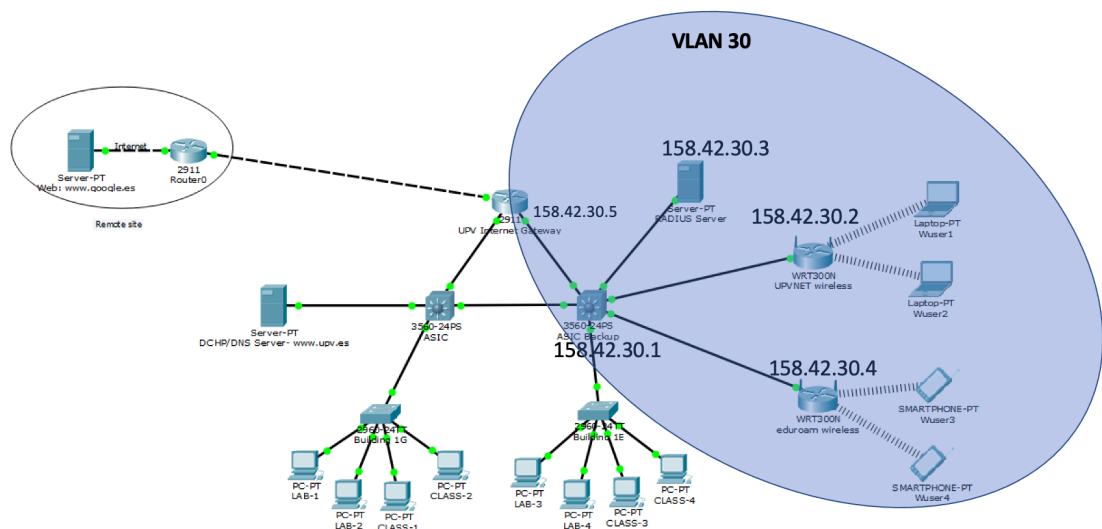 VLAN 30
Internet
Server-PT
Web: www.google.es
2911
Router0
Remote site
158.42.30.3
Server-PT
RADIUS Server
158.42.30.5
2911
UPV Internet Gateway
158.42.30.2
WRT300N
UPVNET wireless
Laptop-PT
Wuser1
Laptop-PT
Wuser2
Server-PT
DCHP/DNS Server- www.upv.es
3560-24PS
ASIC
3560-24PS
ASIC Backup
158.42.30.1
158.42.30.4
WRT300N
eduroam wireless
SMARTPHONE-PT
Wuser3
SMARTPHONE-PT
Wuser4
2960-24TT
Building 1G
2960-24TT
Building 1E
PC-PT
LAB-1
PC-PT
LAB-2
PC-PT
CLASS-1
PC-PT
CLASS-2
PC-PT
LAB-3
PC-PT
LAB-4
PC-PT
CLASS-3
PC-PT
CLASS-4